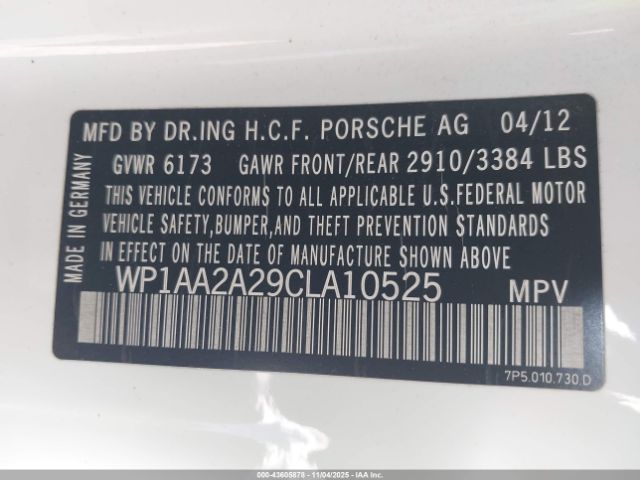 MFD BY DR.ING H.C.F. PORSCHE AG 04/12
GVWR 6173 GAWR FRONT/REAR 2910/3384 LBS
THIS VEHICLE CONFORMS TO ALL APPLICABLE U.S.FEDERAL MOTOR
VEHICLE SAFETY,BUMPER,AND THEFT PREVENTION STANDARDS
IN EFFECT ON THE DATE OF MANUFACTURE SHOWN ABOVE.
WP1AA2A29CLA10525 MPV
MADE IN GERMANY
7P5.010.730.D
000-43605878 - 11/04/2025 - IAAI.COM